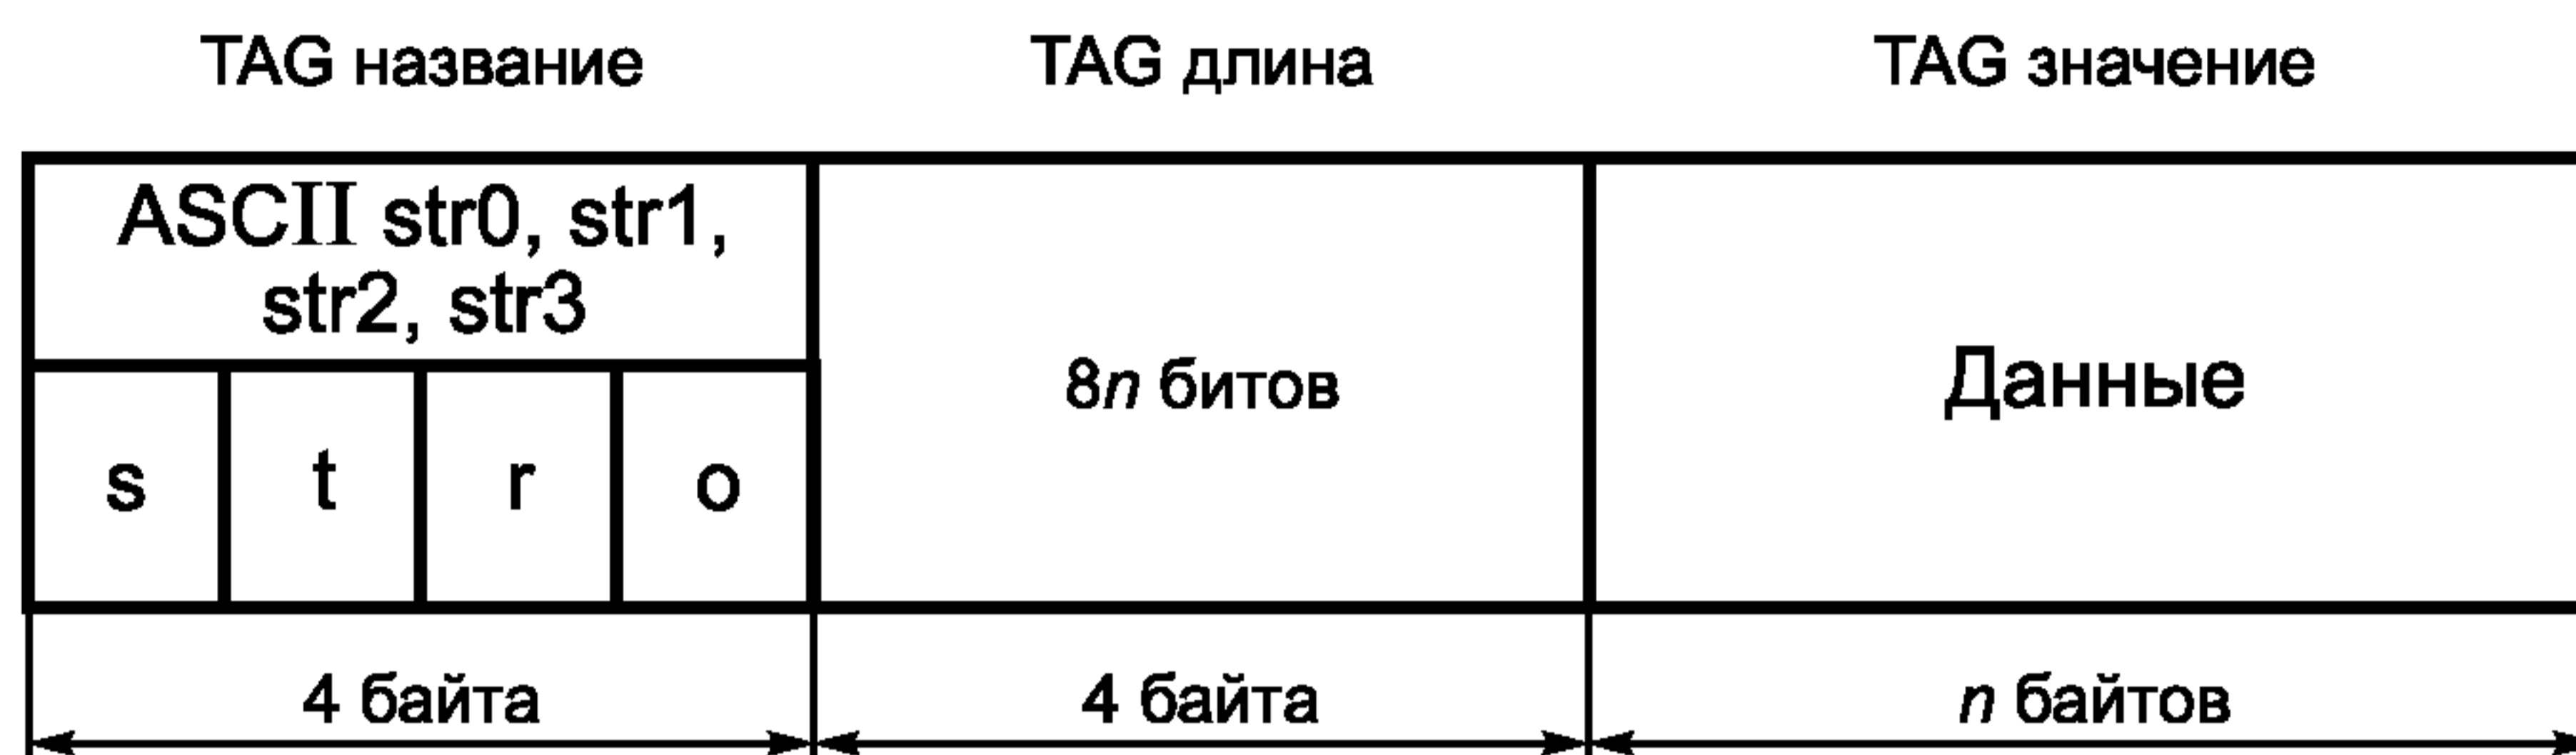 TAG название
TAG длина
TAG значение
ASCII str0, str1,
str2, str3
8n битов
Данные
s
t
r
o
4 байта
4 байта
n байтов